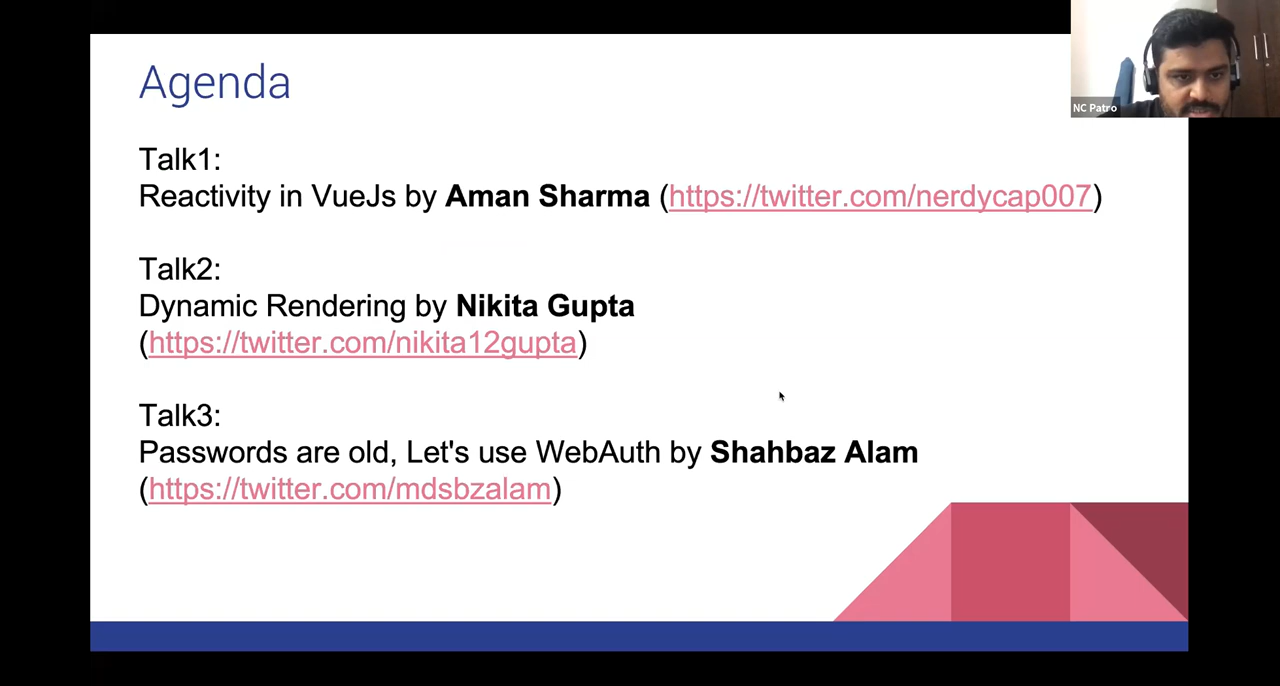 Agenda
NC Patro
Talk1:
Reactivity in VueJs by Aman Sharma (https://twitter.com/nerdycap007)
Talk2:
Dynamic Rendering by Nikita Gupta
(https://twitter.com/nikita12gupta)
Talk3:
Passwords are old, Let's use WebAuth by Shahbaz Alam
(https://twitter.com/mdsbzalam)